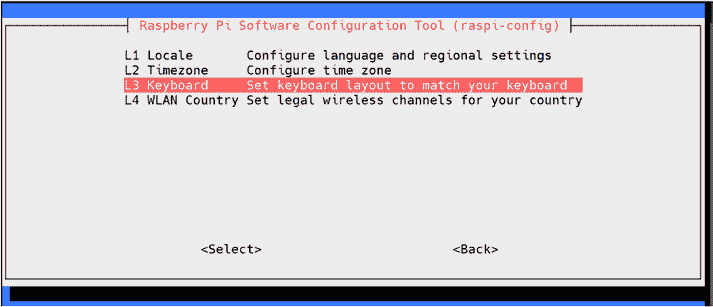 Raspberry Pi Software Configuration Tool (raspi-config)
L1 Locale Configure language and regional settings
L2 Timezone Configure time zone
L3 Keyboard Set keyboard layout to match your keyboard
L4 WLAN Country Set legal wireless channels for your country
<Select> <Back>